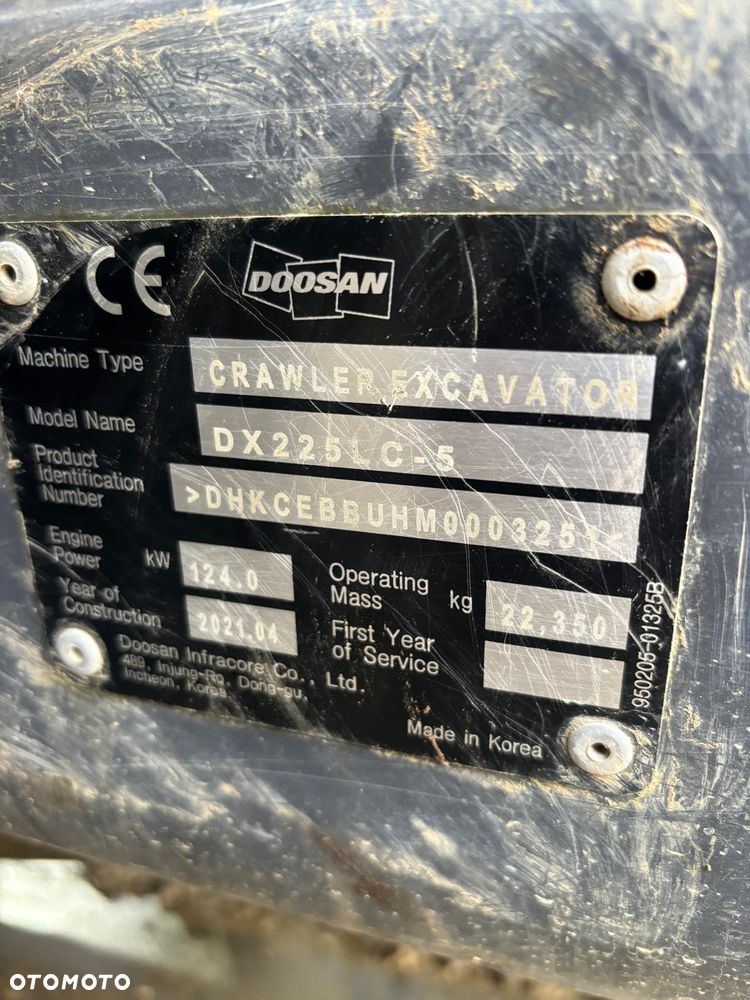 CE DOOSAN
Machine Type CRAWLER EXCAVATOR
Model Name DX225LC-5
Product
Identification
Number >DHKCEBBUHM0003251<
Engine
Power kW 124.0
Operating
Mass kg 22,350
Year of
Construction 2021.04
First Year
of Service -
Doosan Infracore Co., Ltd.
489, Injung-Ro, Dong-gu,
Incheon, Korea
Made in Korea
950205-01325B
OTOMOTO